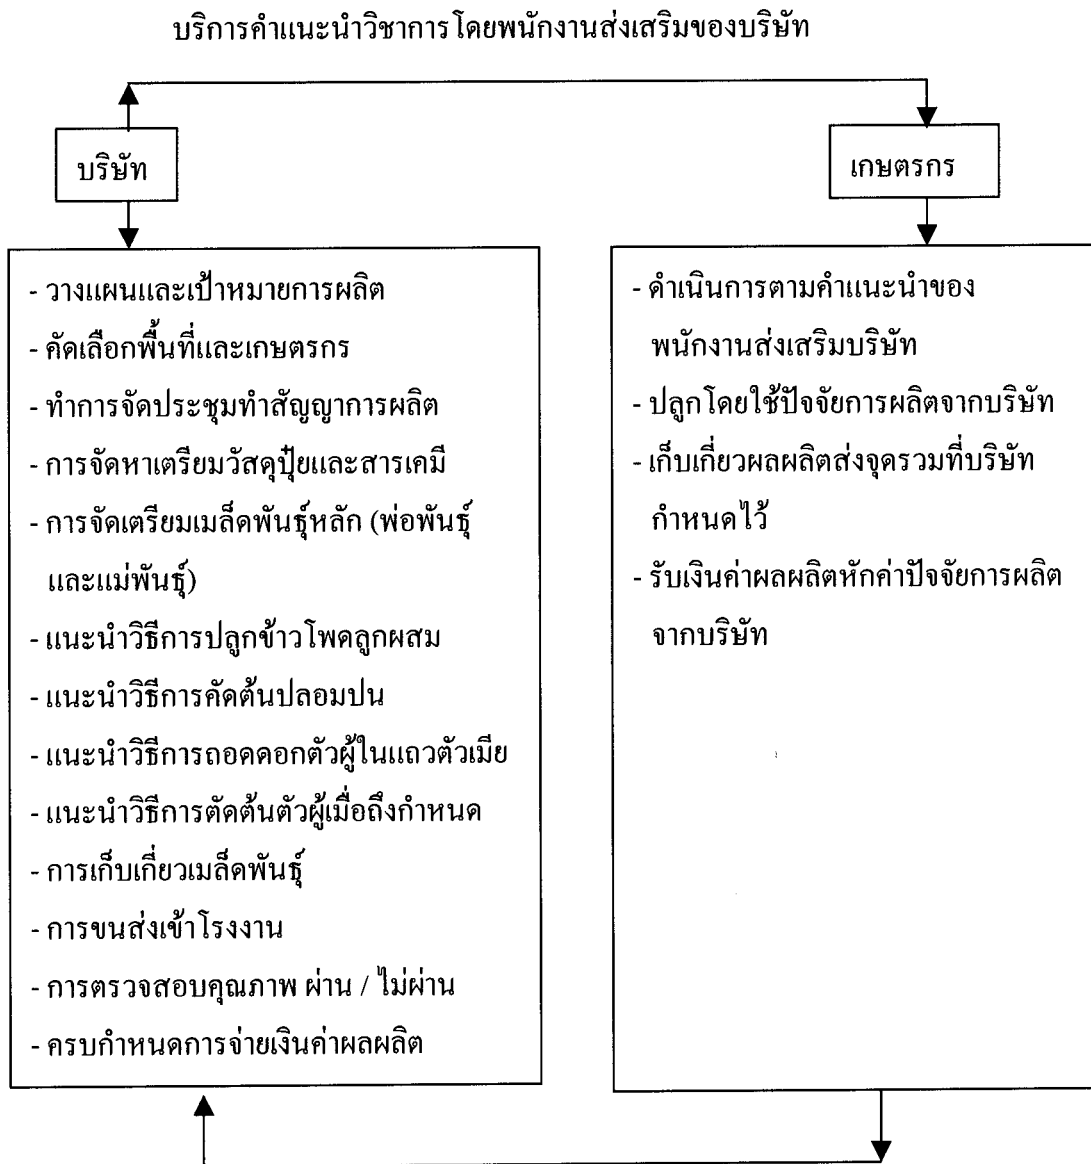 บริการคำแนะนำวิชาการโดยพนักงานส่งเสริมของบริษัท
บริษัท
เกษตรกร
- วางแผนและเป้าหมายการผลิต
- คัดเลือกพื้นที่และเกษตรกร
- ทำการจัดประชุมทำสัญญาการผลิต
- การจัดหาเตรียมวัสดุปุ๋ยและสารเคมี
- การจัดเตรียมเมล็ดพันธุ์หลัก (พ่อพันธุ์
และแม่พันธุ์)
- แนะนำวิธีการปลูกข้าวโพดลูกผสม
- แนะนำวิธีการคัดต้นปลอมปน
- แนะนำวิธีการถอดดอกตัวผู้ในแถวตัวเมีย
- แนะนำวิธีการตัดต้นตัวผู้เมื่อถึงกำหนด
- การเก็บเกี่ยวเมล็ดพันธุ์
- การขนส่งเข้าโรงงาน
- การตรวจสอบคุณภาพ ผ่าน / ไม่ผ่าน
- ครบกำหนดการจ่ายเงินค่าผลผลิต
- ดำเนินการตามคำแนะนำของ
พนักงานส่งเสริมบริษัท
- ปลูกโดยใช้ปัจจัยการผลิตจากบริษัท
- เก็บเกี่ยวผลผลิตส่งจุดรวมที่บริษัท
กำหนดไว้
- รับเงินค่าผลผลิตหักค่าปัจจัยการผลิต
จากบริษัท